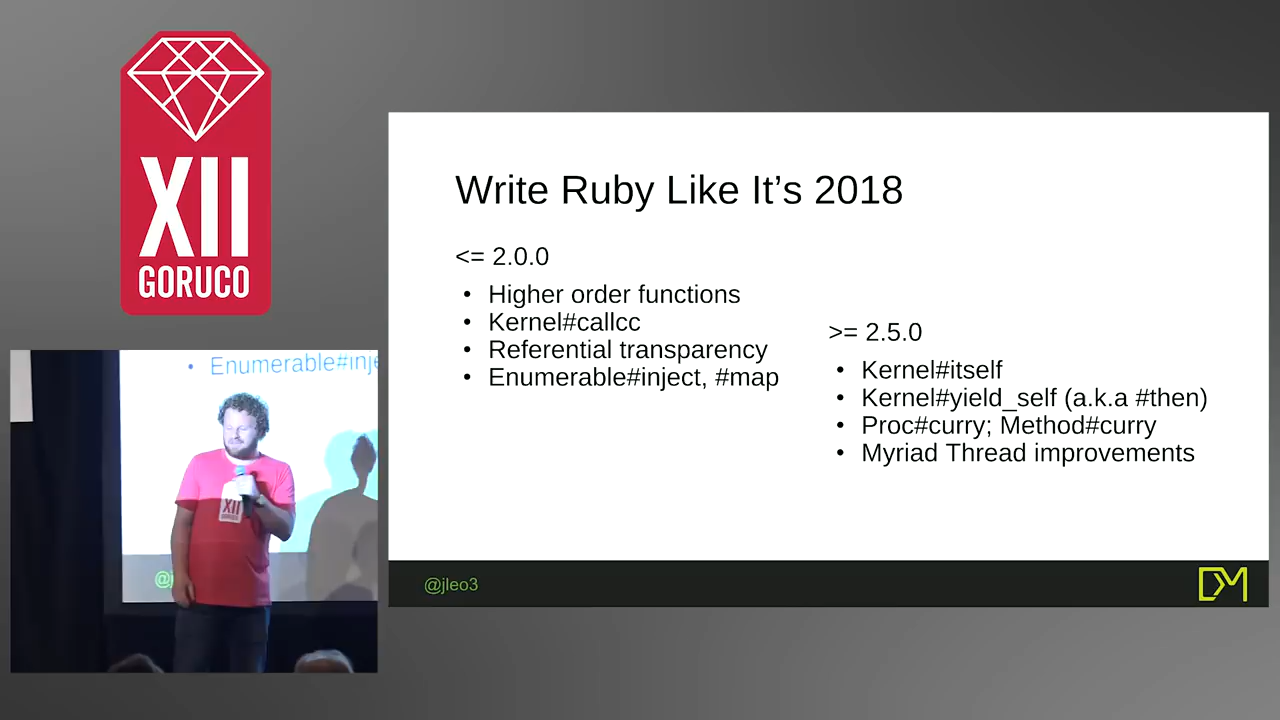 XII
GORUCO
Write Ruby Like It’s 2018
<= 2.0.0
• Higher order functions
• Kernel#callcc
• Referential transparency
• Enumerable#inject, #map
>= 2.5.0
• Kernel#itself
• Kernel#yield_self (a.k.a #then)
• Proc#curry; Method#curry
• Myriad Thread improvements
@jleo3
DM
• Enumerable#inje
XII
GORUCO
@j